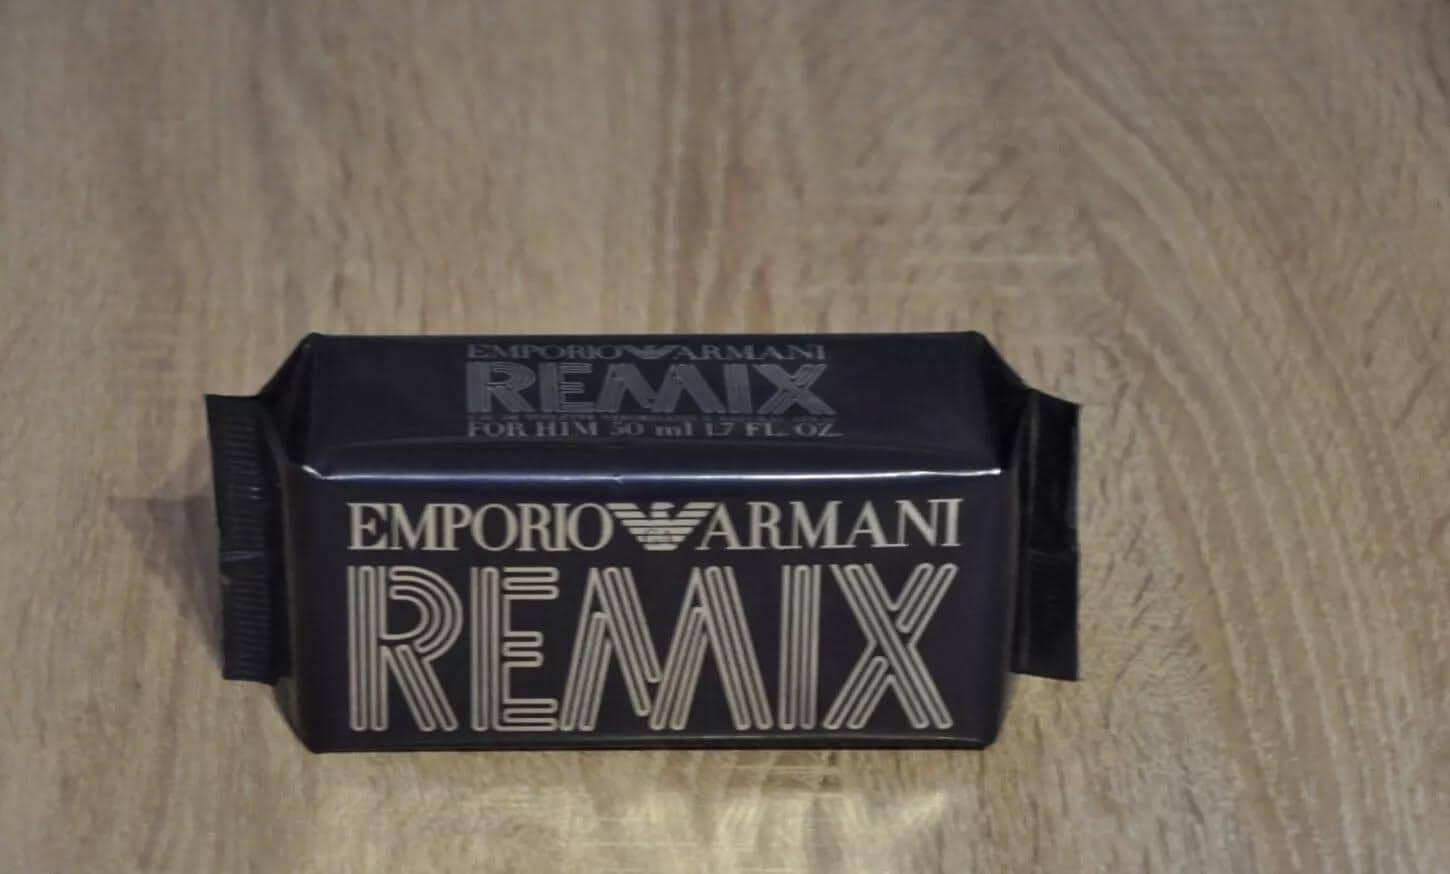 EMPORIO ARMANI
REMIX
FOR HIM 50 ml 1.7 FL. OZ.
EMPORIO ARMANI
REMIX